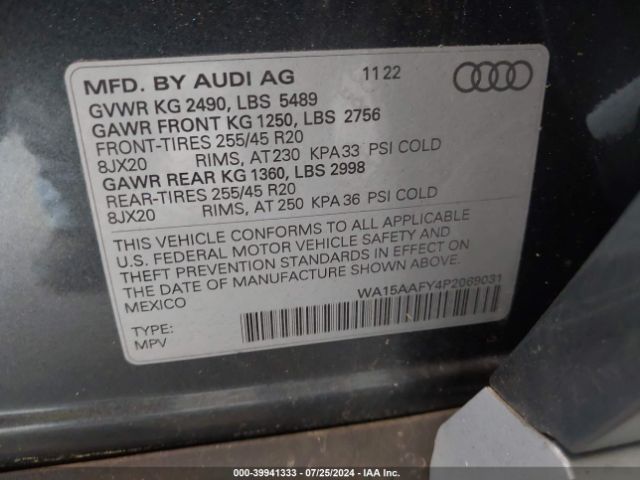 MFD. BY AUDI AG 11 22
GVWR KG 2490, LBS 5489
GAWR FRONT KG 1250, LBS 2756
FRONT-TIRES 255/45 R20
8JX20 RIMS, AT 230 KPA 33 PSI COLD
GAWR REAR KG 1360, LBS 2998
REAR-TIRES 255/45 R20
8JX20 RIMS, AT 250 KPA 36 PSI COLD
THIS VEHICLE CONFORMS TO ALL APPLICABLE
U.S. FEDERAL MOTOR VEHICLE SAFETY AND
THEFT PREVENTION STANDARDS IN EFFECT ON
THE DATE OF MANUFACTURE SHOWN ABOVE.
MEXICO
WA15AAFY4P2069031
TYPE:
MPV
000-39941333 - 07/25/2024 - IAA Inc.